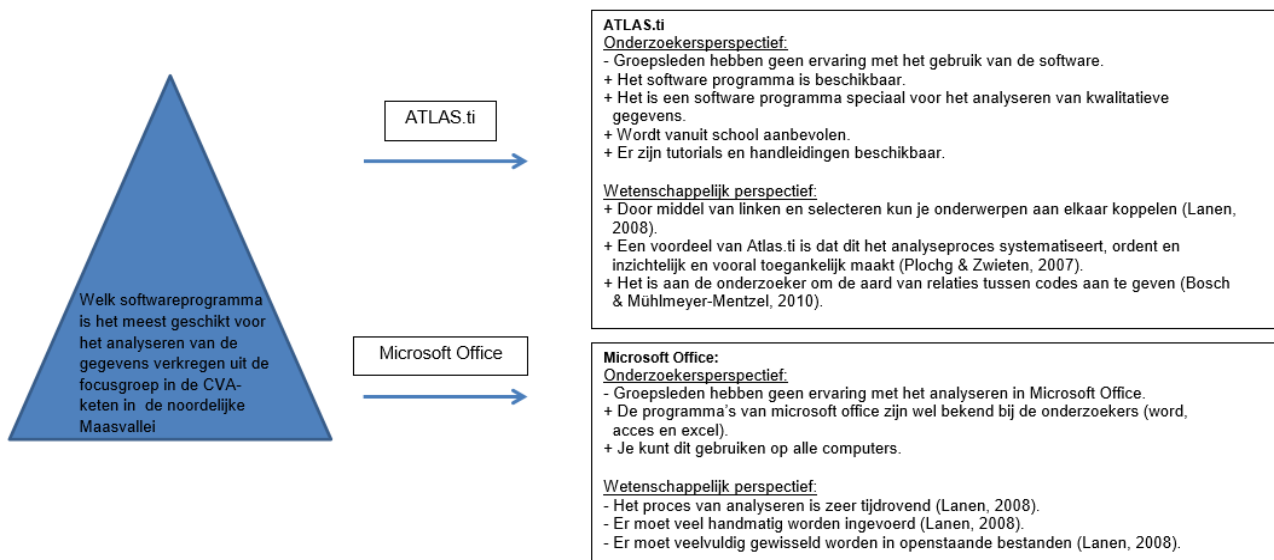 Welk softwareprogramma
is het meest geschikt voor
het analyseren van de
gegevens verkregen uit de
focusgroep in de CVA-
keten in de noordelijke
Maasvallei
ATLAS.ti
ATLAS.ti
Onderzoekersperspectief:
- Groepsleden hebben geen ervaring met het gebruik van de software.
+ Het software programma is beschikbaar.
+ Het is een software programma speciaal voor het analyseren van kwalitatieve
gegevens.
+ Wordt vanuit school aanbevolen.
+ Er zijn tutorials en handleidingen beschikbaar.
Wetenschappelijk perspectief:
+ Door middel van linken en selecteren kun je onderwerpen aan elkaar koppelen (Lanen,
2008).
+ Een voordeel van Atlas.ti is dat dit het analyseproces systematiseert, ordent en
inzichtelijk en vooral toegankelijk maakt (Plochg & Zwieten, 2007).
+ Het is aan de onderzoeker om de aard van relaties tussen codes aan te geven (Bosch
& Mühlmeyer-Mentzel, 2010).
Microsoft Office
Microsoft Office:
Onderzoekersperspectief:
- Groepsleden hebben geen ervaring met het analyseren in Microsoft Office.
+ De programma's van microsoft office zijn wel bekend bij de onderzoekers (word,
acces en excel).
+ Je kunt dit gebruiken op alle computers.
Wetenschappelijk perspectief:
- Het proces van analyseren is zeer tijdrovend (Lanen, 2008).
- Er moet veel handmatig worden ingevoerd (Lanen, 2008).
- Er moet veelvuldig gewisseld worden in openstaande bestanden (Lanen, 2008).